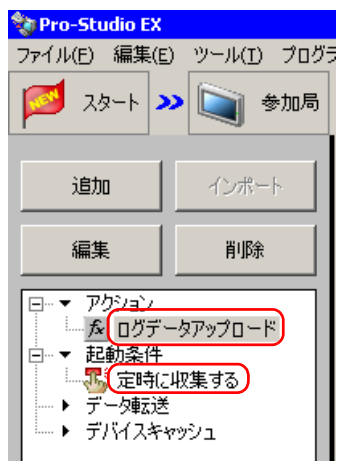 Pro-Studio EX
ファイル(F) 編集(E) ツール(T) プログラ
NEW スタート >> 参加局
追加 インポート
編集 削除
アクション
fx ログデータアップロード
起動条件
定時に収集する
データ転送
デバイスキャッシュ